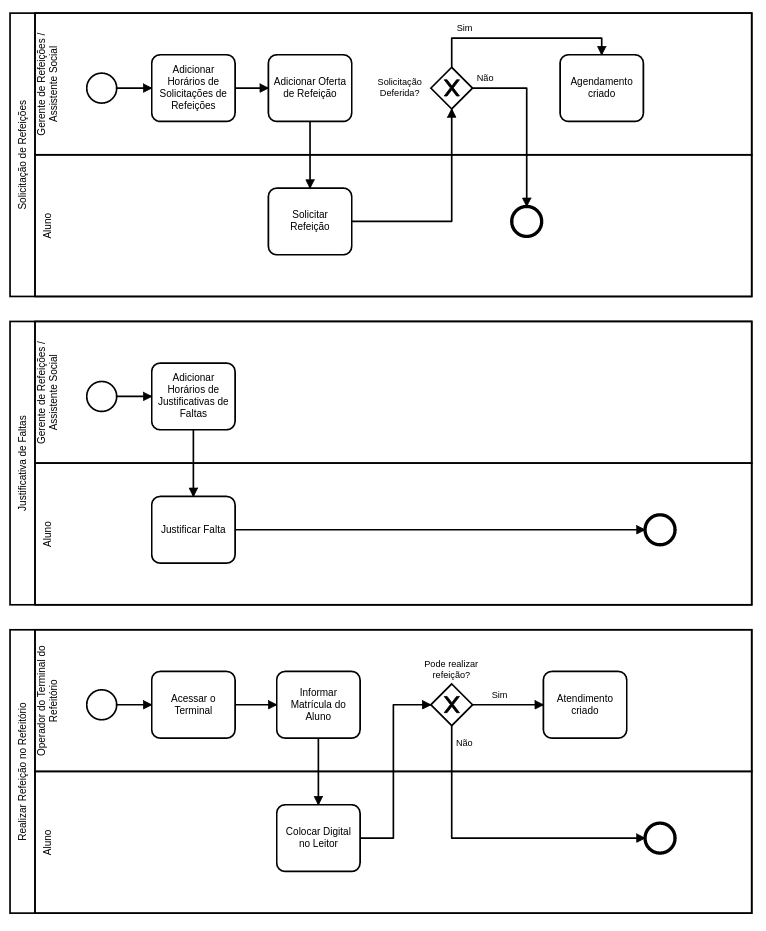 Solicitação de Refeições
Gerente de Refeições /
Assistente Social
Adicionar
Horários de
Solicitações de
Refeições
Adicionar Oferta
de Refeição
Solicitação
Deferida?
Sim
Não
Agendamento
criado
Aluno
Solicitar
Refeição
Justificativa de Faltas
Gerente de Refeições /
Assistente Social
Adicionar
Horários de
Justificativas de
Faltas
Aluno
Justificar Falta
Realizar Refeição no Refeitório
Operador do Terminal do
Refeitório
Acessar o
Terminal
Informar
Matrícula do
Aluno
Pode realizar
refeição?
Sim
Não
Atendimento
criado
Aluno
Colocar Digital
no Leitor